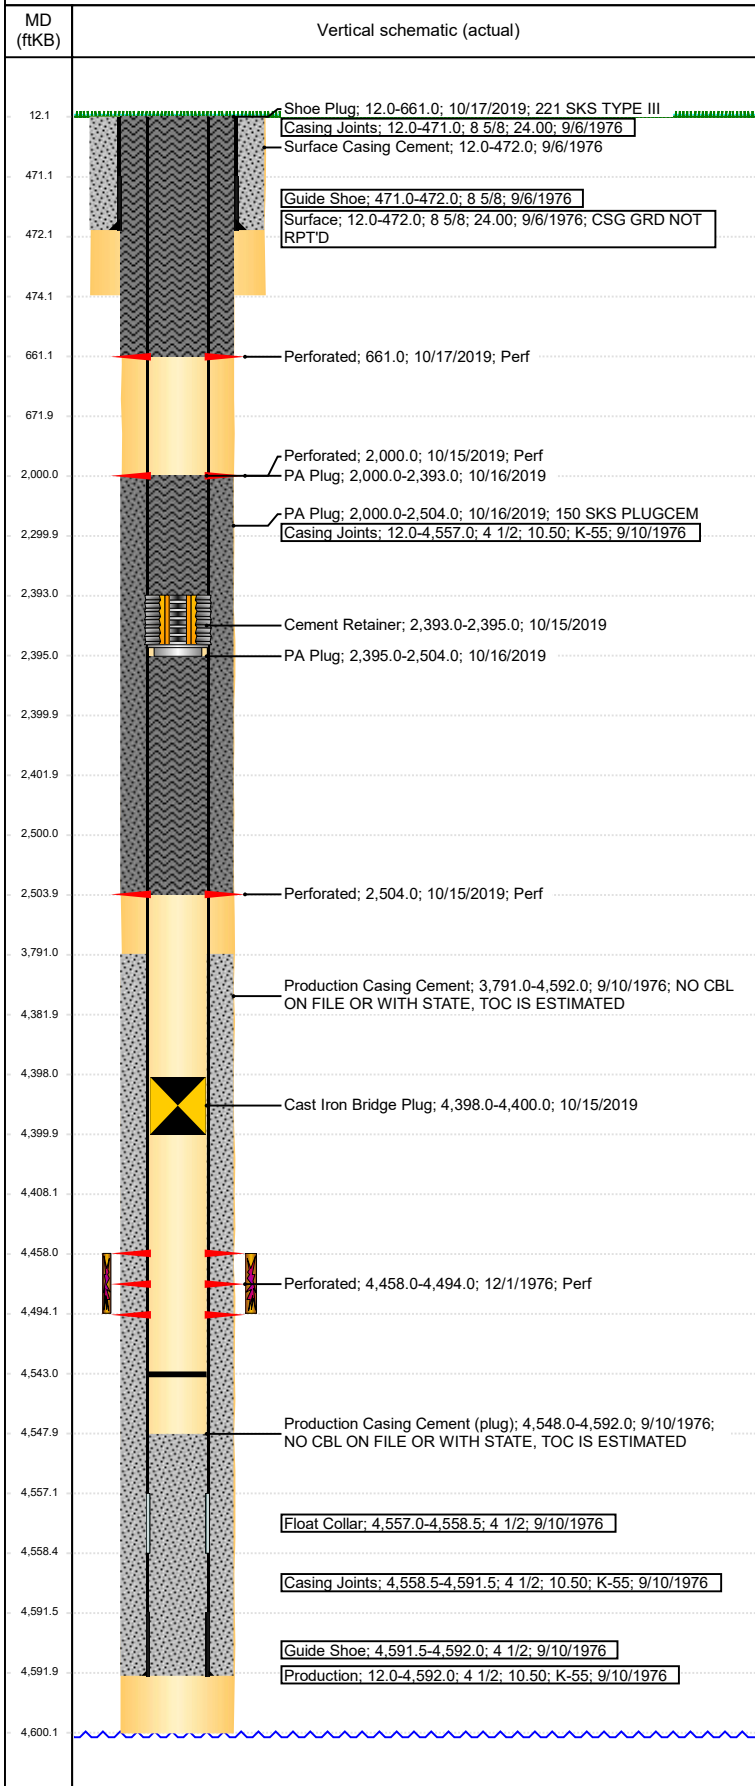 MD
(ftKB)
Vertical schematic (actual)
12.1
Shoe Plug; 12.0-661.0; 10/17/2019; 221 SKS TYPE III
Casing Joints; 12.0-471.0; 8 5/8; 24.00; 9/6/1976
Surface Casing Cement; 12.0-472.0; 9/6/1976
471.1
Guide Shoe; 471.0-472.0; 8 5/8; 9/6/1976
Surface; 12.0-472.0; 8 5/8; 24.00; 9/6/1976; CSG GRD NOT
RPT'D
472.1
474.1
661.1
Perforated; 661.0; 10/17/2019; Perf
671.9
Perforated; 2,000.0; 10/15/2019; Perf
2,000.0
PA Plug; 2,000.0-2,393.0; 10/16/2019
PA Plug; 2,000.0-2,504.0; 10/16/2019; 150 SKS PLUGCEM
2,299.9
Casing Joints; 12.0-4,557.0; 4 1/2; 10.50; K-55; 9/10/1976
2,393.0
Cement Retainer; 2,393.0-2,395.0; 10/15/2019
2,395.0
PA Plug; 2,395.0-2,504.0; 10/16/2019
2,399.9
2,401.9
2,500.0
2,503.9
Perforated; 2,504.0; 10/15/2019; Perf
3,791.0
Production Casing Cement; 3,791.0-4,592.0; 9/10/1976; NO CBL
ON FILE OR WITH STATE, TOC IS ESTIMATED
4,381.9
4,398.0
Cast Iron Bridge Plug; 4,398.0-4,400.0; 10/15/2019
4,399.9
4,408.1
4,458.0
Perforated; 4,458.0-4,494.0; 12/1/1976; Perf
4,494.1
4,543.0
Production Casing Cement (plug); 4,548.0-4,592.0; 9/10/1976;
NO CBL ON FILE OR WITH STATE, TOC IS ESTIMATED
4,547.9
4,557.1
Float Collar; 4,557.0-4,558.5; 4 1/2; 9/10/1976
4,558.4
Casing Joints; 4,558.5-4,591.5; 4 1/2; 10.50; K-55; 9/10/1976
4,591.5
Guide Shoe; 4,591.5-4,592.0; 4 1/2; 9/10/1976
4,591.9
Production; 12.0-4,592.0; 4 1/2; 10.50; K-55; 9/10/1976
4,600.1